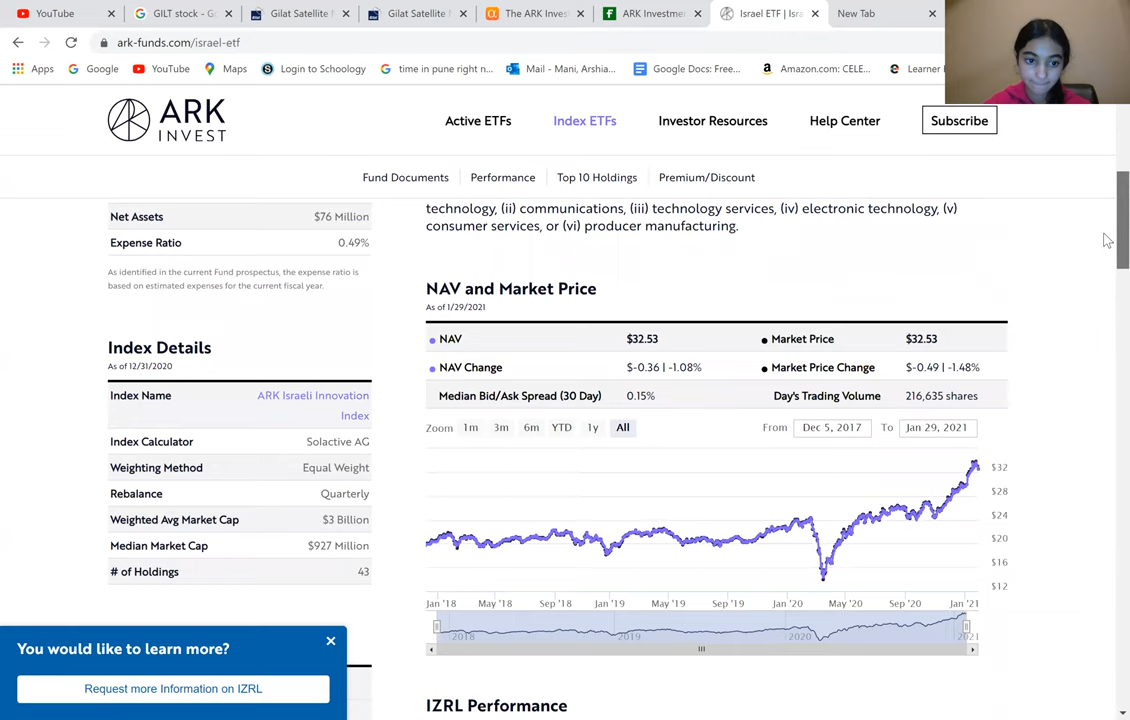 YouTube
GILT stock - Go
Gilat Satellite N
Gilat Satellite N
The ARK Inves
ARK Investmen
Israel ETF | Isra
New Tab
ark-funds.com/israel-etf
Apps
Google
YouTube
Maps
Login to Schoology
time in pune right n...
Mail - Mani, Arshia...
Google Docs: Free...
Amazon.com: CELE...
Learner
ARK
INVEST
Active ETFs
Index ETFs
Investor Resources
Help Center
Subscribe
Fund Documents
Performance
Top 10 Holdings
Premium/Discount
Net Assets $76 Million
Expense Ratio 0.49%
As identified in the current Fund prospectus, the expense ratio is
based on estimated expenses for the current fiscal year.
Index Details
As of 12/31/2020
Index Name ARK Israeli Innovation
Index
Index Calculator Solactive AG
Weighting Method Equal Weight
Rebalance Quarterly
Weighted Avg Market Cap $3 Billion
Median Market Cap $927 Million
# of Holdings 43
You would like to learn more?
Request more Information on IZRL
technology, (ii) communications, (iii) technology services, (iv) electronic technology, (v)
consumer services, or (vi) producer manufacturing.
NAV and Market Price
As of 1/29/2021
NAV $32.53 Market Price $32.53
NAV Change $-0.36 | -1.08% Market Price Change $-0.49 | -1.48%
Median Bid/Ask Spread (30 Day) 0.15% Day's Trading Volume 216,635 shares
Zoom 1m 3m 6m YTD 1y All From Dec 5, 2017 To Jan 29, 2021
$32
$28
$24
$20
$16
$12
Jan '18 May '18 Sep '18 Jan '19 May '19 Sep '19 Jan '20 May '20 Sep '20 Jan '21
2018 2019 2020 2021
IZRL Performance